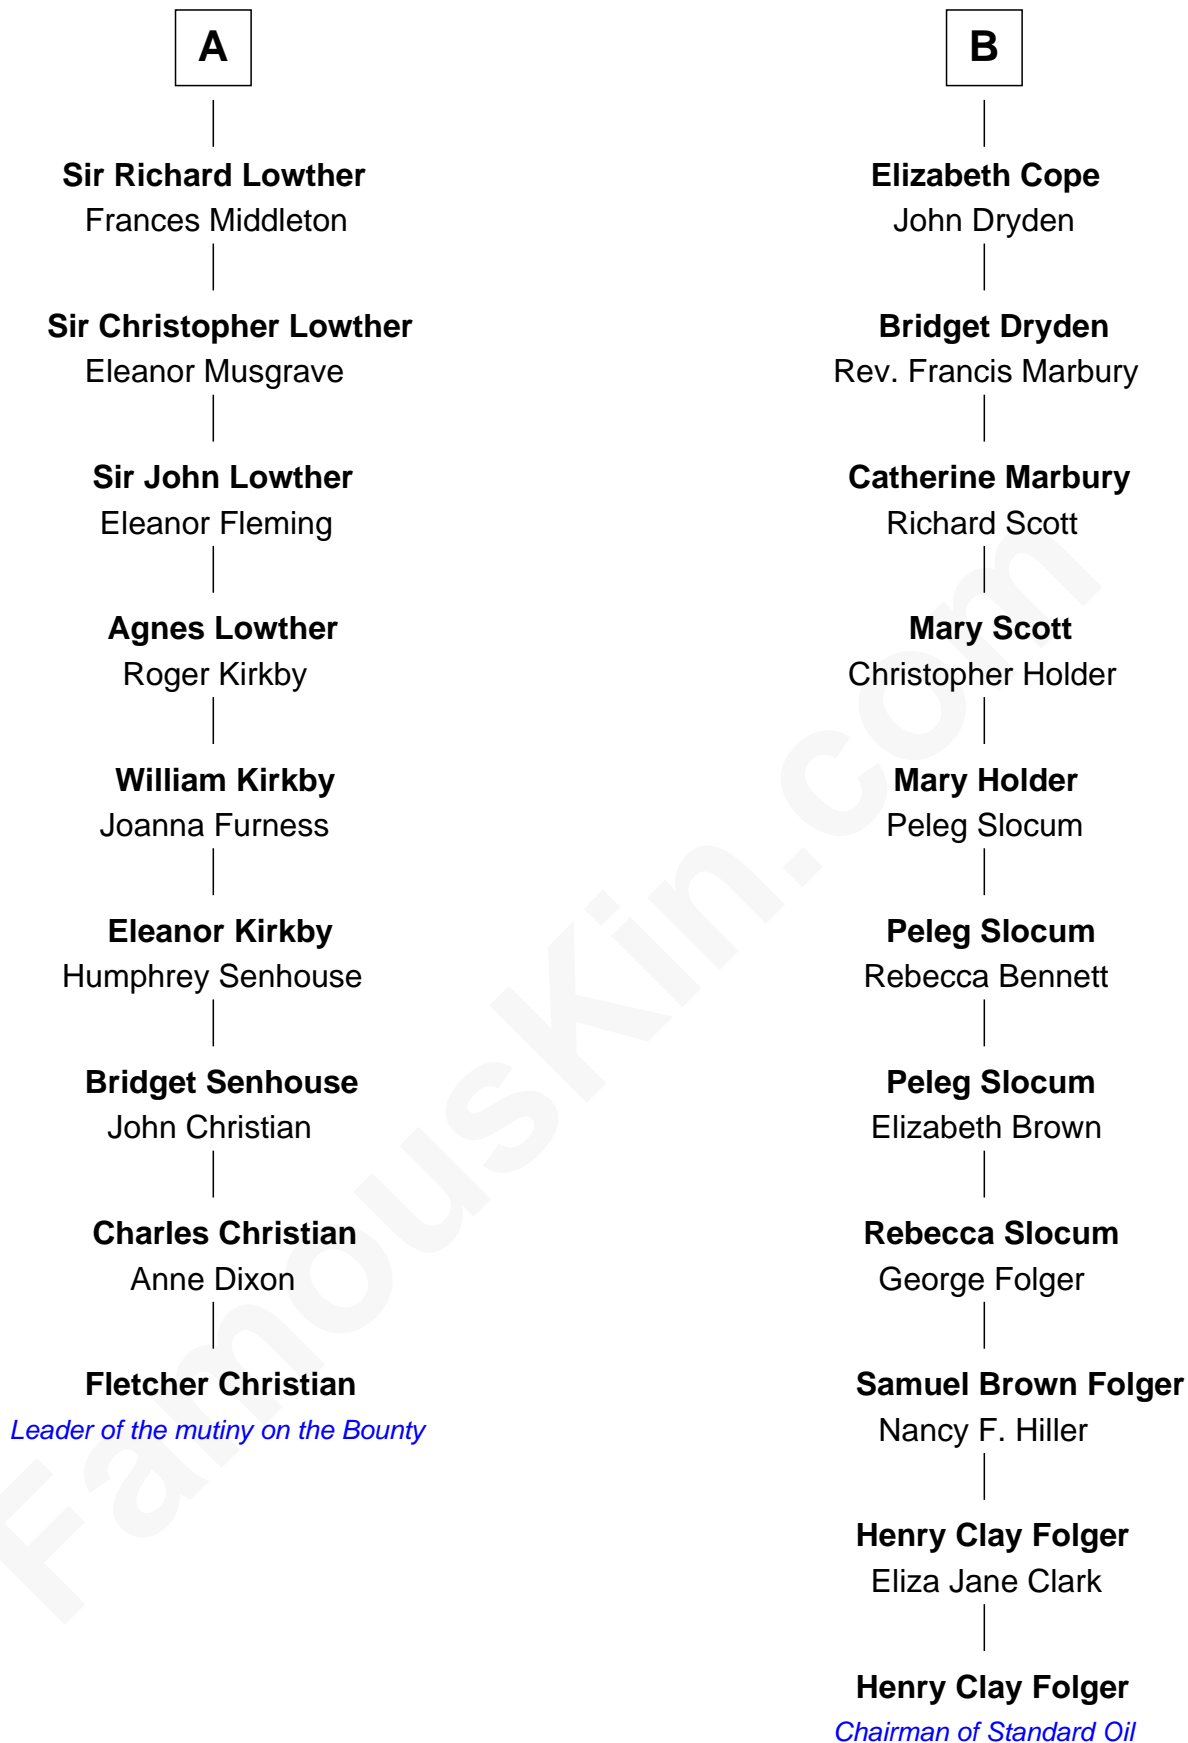 A
Sir Richard Lowther
Frances Middleton
Sir Christopher Lowther
Eleanor Musgrave
Sir John Lowther
Eleanor Fleming
Agnes Lowther
Roger Kirkby
William Kirkby
Joanna Furness
Eleanor Kirkby
Humphrey Senhouse
Bridget Senhouse
John Christian
Charles Christian
Anne Dixon
Fletcher Christian
Leader of the mutiny on the Bounty
B
Elizabeth Cope
John Dryden
Bridget Dryden
Rev. Francis Marbury
Catherine Marbury
Richard Scott
Mary Scott
Christopher Holder
Mary Holder
Peleg Slocum
Peleg Slocum
Rebecca Bennett
Peleg Slocum
Elizabeth Brown
Rebecca Slocum
George Folger
Samuel Brown Folger
Nancy F. Hiller
Henry Clay Folger
Eliza Jane Clark
Henry Clay Folger
Chairman of Standard Oil
FamousKin.com